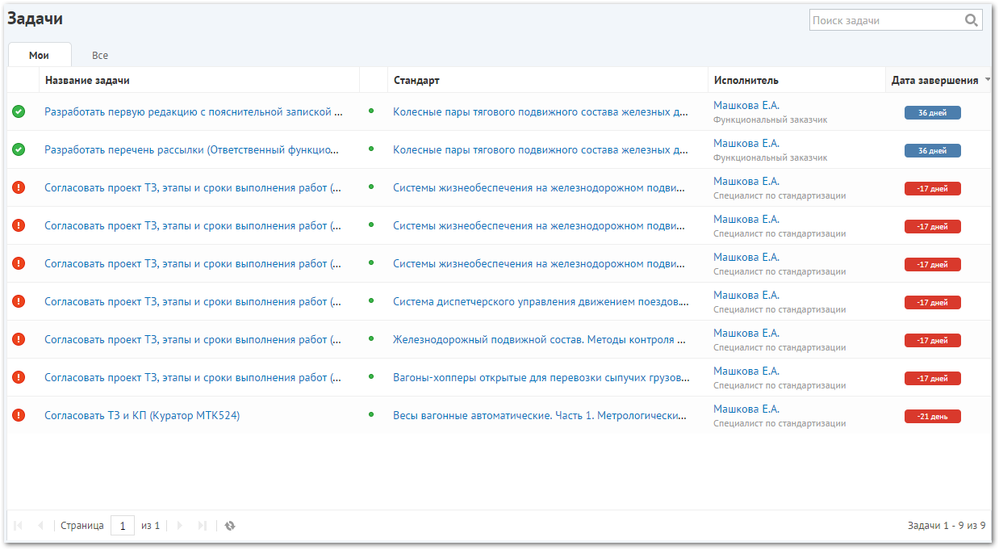 Задачи
Поиск задачи
Мои Все
Название задачи Стандарт Исполнитель Дата завершения
Разработать первую редакцию с пояснительной запиской ... Колесные пары тягового подвижного состава железных д... Машкова Е.А. 36 дней
Функциональный заказчик
Разработать перечень рассылки (Ответственный функцио... Колесные пары тягового подвижного состава железных д... Машкова Е.А. 36 дней
Функциональный заказчик
Согласовать проект ТЗ, этапы и сроки выполнения работ (... Системы жизнеобеспечения на железнодорожном подви... Машкова Е.А. -17 дней
Специалист по стандартизации
Согласовать проект ТЗ, этапы и сроки выполнения работ (... Системы жизнеобеспечения на железнодорожном подви... Машкова Е.А. -17 дней
Специалист по стандартизации
Согласовать проект ТЗ, этапы и сроки выполнения работ (... Системы жизнеобеспечения на железнодорожном подви... Машкова Е.А. -17 дней
Специалист по стандартизации
Согласовать проект ТЗ, этапы и сроки выполнения работ (... Система диспетчерского управления движением поездов.... Машкова Е.А. -17 дней
Специалист по стандартизации
Согласовать проект ТЗ, этапы и сроки выполнения работ (... Железнодорожный подвижной состав. Методы контроля ... Машкова Е.А. -17 дней
Специалист по стандартизации
Согласовать проект ТЗ, этапы и сроки выполнения работ (... Вагоны-хопперы открытые для перевозки сыпучих грузов... Машкова Е.А. -17 дней
Специалист по стандартизации
Согласовать ТЗ и КП (Куратор МТК524) Весы вагонные автоматические. Часть 1. Метрологически... Машкова Е.А. -21 день
Специалист по стандартизации
Страница 1 из 1 Задачи 1 - 9 из 9